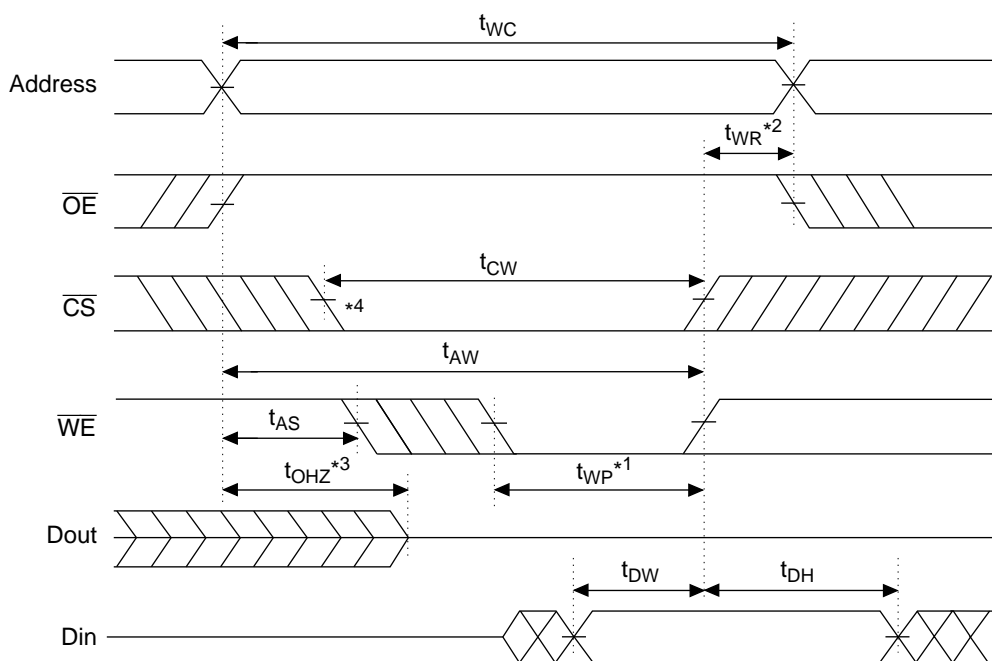 tWC
Address
tWR*2
OE
tCW
CS
*4
tAW
WE
tAS
tOHZ*3
tWP*1
Dout
tDW
tDH
Din